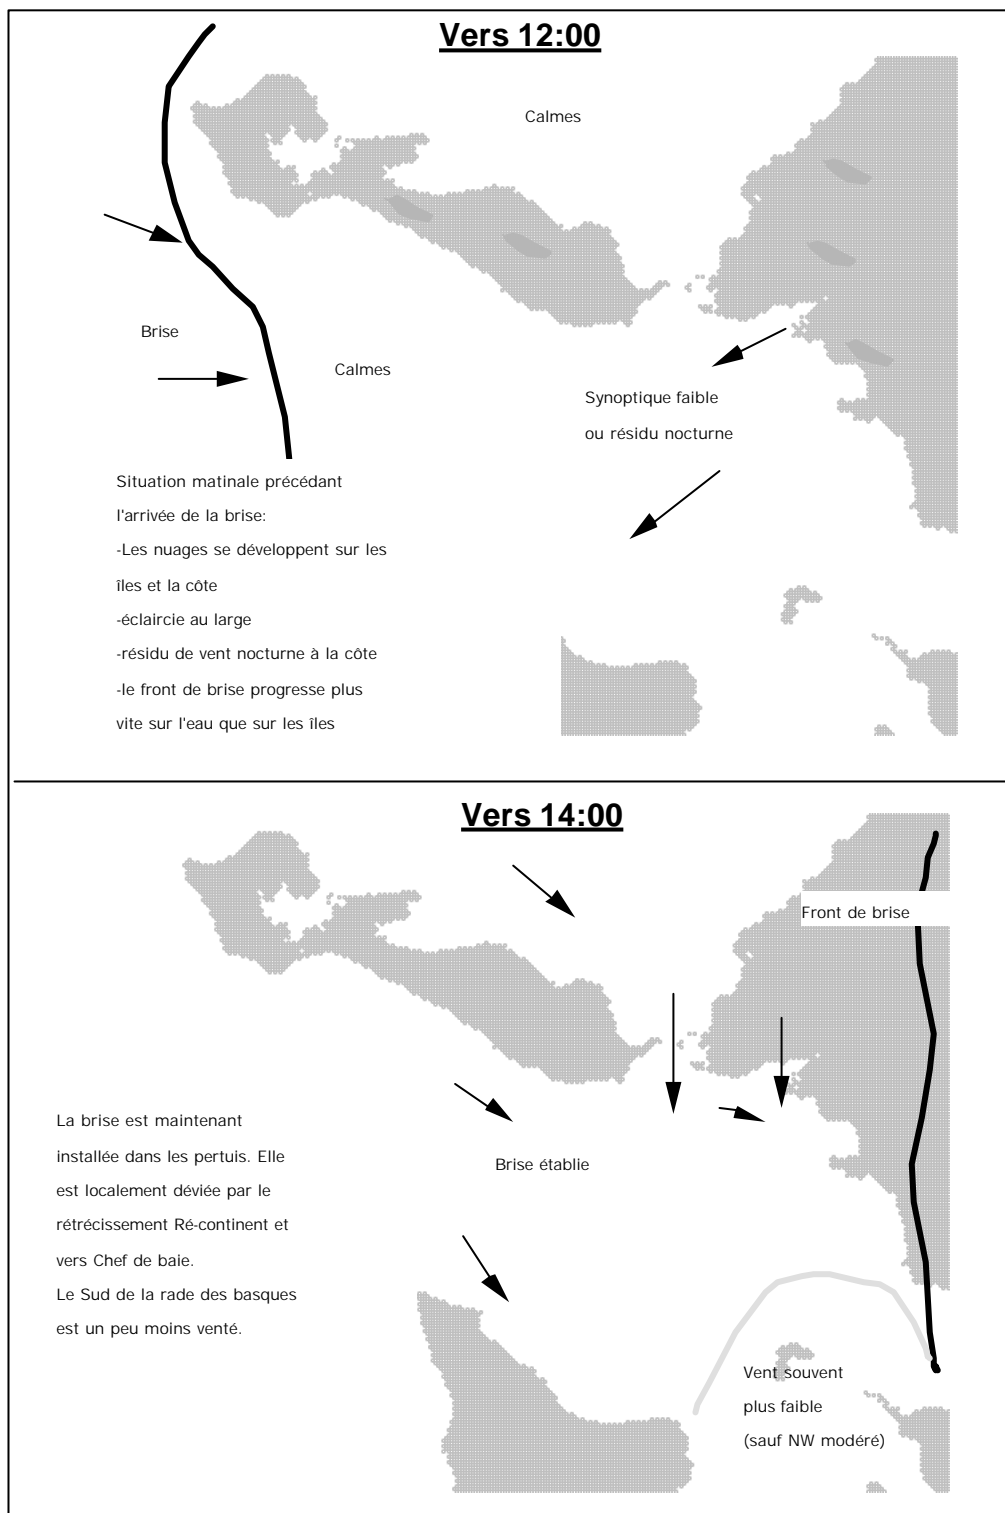 Vers 12:00
Calmes
Brise
Calmes
Synoptique faible
ou résidu nocturne
Situation matinale précédant
l'arrivée de la brise:
-Les nuages se développent sur les
îles et la côte
-éclaircie au large
-résidu de vent nocturne à la côte
-le front de brise progresse plus
vite sur l'eau que sur les îles
Vers 14:00
Front de brise
La brise est maintenant
installée dans les pertuis. Elle
est localement déviée par le
rétrécissement Ré-continent et
vers Chef de baie.
Le Sud de la rade des basques
est un peu moins venté.
Brise établie
Vent souvent
plus faible
(sauf NW modéré)